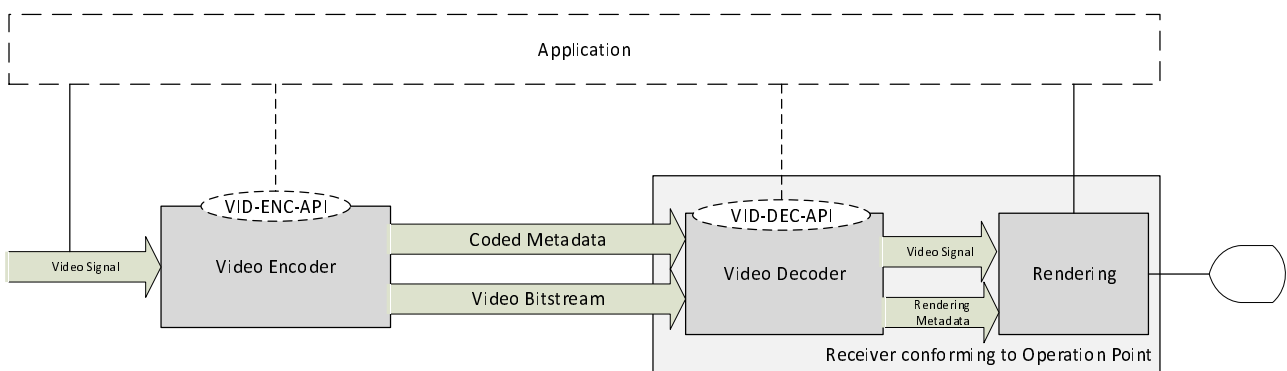 Application
VID-ENC-API
VID-DEC-API
Video Signal
Video Encoder
Coded Metadata
Video Bitstream
Video Decoder
Video Signal
Rendering
Metadata
Rendering
Receiver conforming to Operation Point